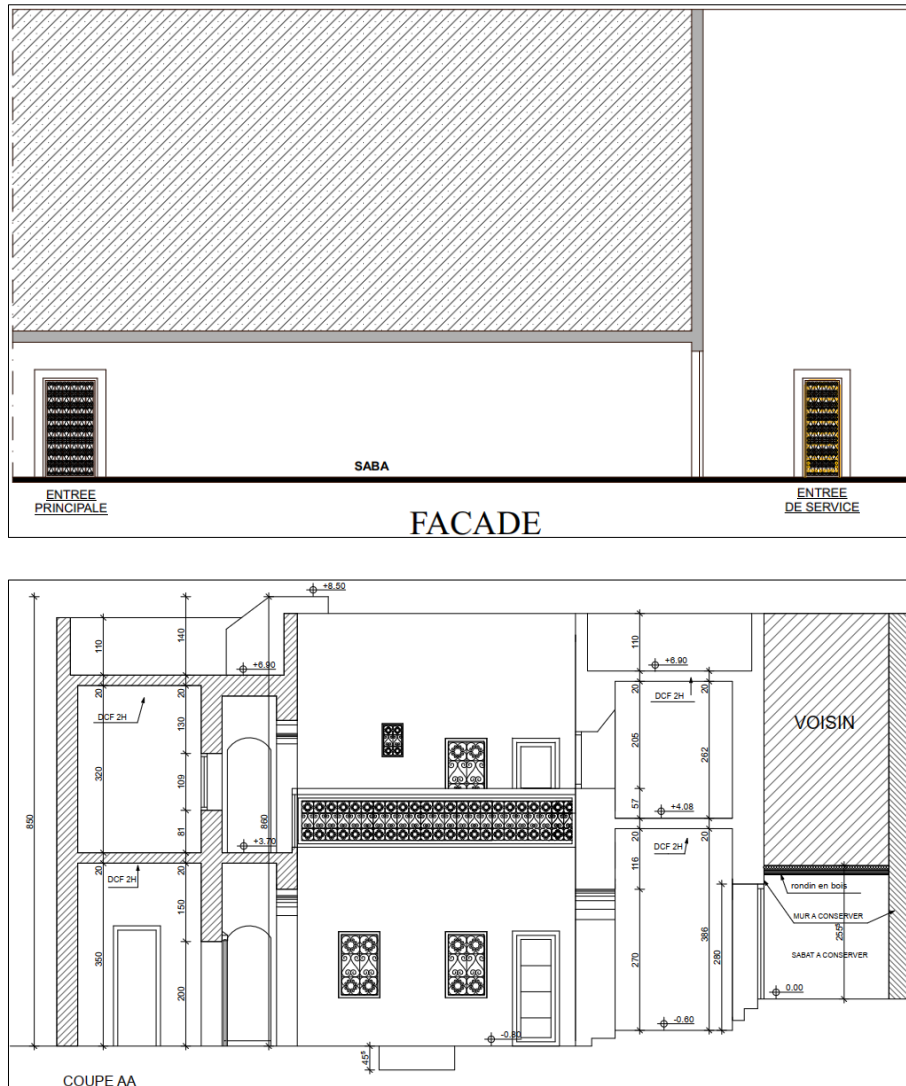 SABA
ENTREE
PRINCIPALE
ENTREE
DE SERVICE
FACADE
+8.50
110
140
+6.90
20
20
DCF 2H
130
320
109
850
860
81
+3.70
20
20
DCF 2H
150
350
200
-0.80
45⁵
110
+6.90
20
20
DCF 2H
205
262
57
+4.08
20
20
DCF 2H
116
270
386
280
-0.60
VOISIN
rondin en bois
MUR A CONSERVER
255⁵
SABAT A CONSERVER
0.00
COUPE AA